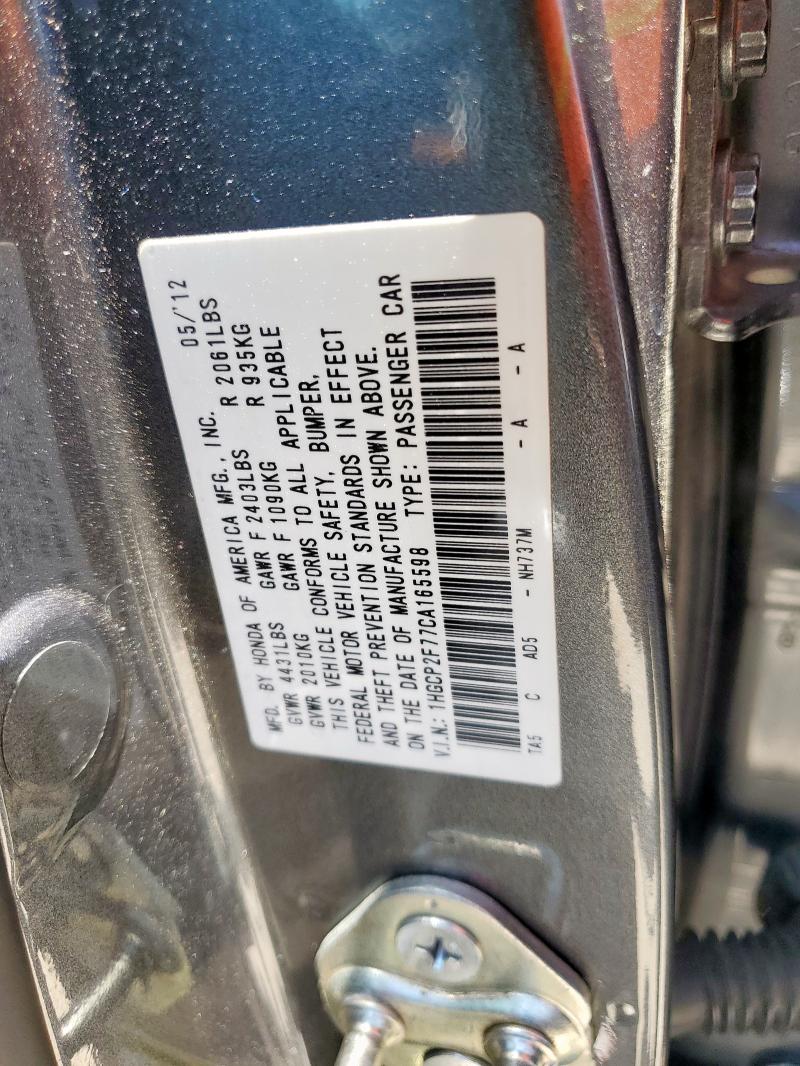 MFD. BY HONDA OF AMERICA MFG., INC. 05/'12
GVWR 4431LBS GAWR F 2403LBS R 2061LBS
GVWR 2010KG GAWR F 1090KG R 935KG
THIS VEHICLE CONFORMS TO ALL APPLICABLE
FEDERAL MOTOR VEHICLE SAFETY, BUMPER,
AND THEFT PREVENTION STANDARDS IN EFFECT
ON THE DATE OF MANUFACTURE SHOWN ABOVE.
V.I.N.: 1HGCP2F77CA165598 TYPE: PASSENGER CAR
TA5 C AD5 - NH737M - A - A